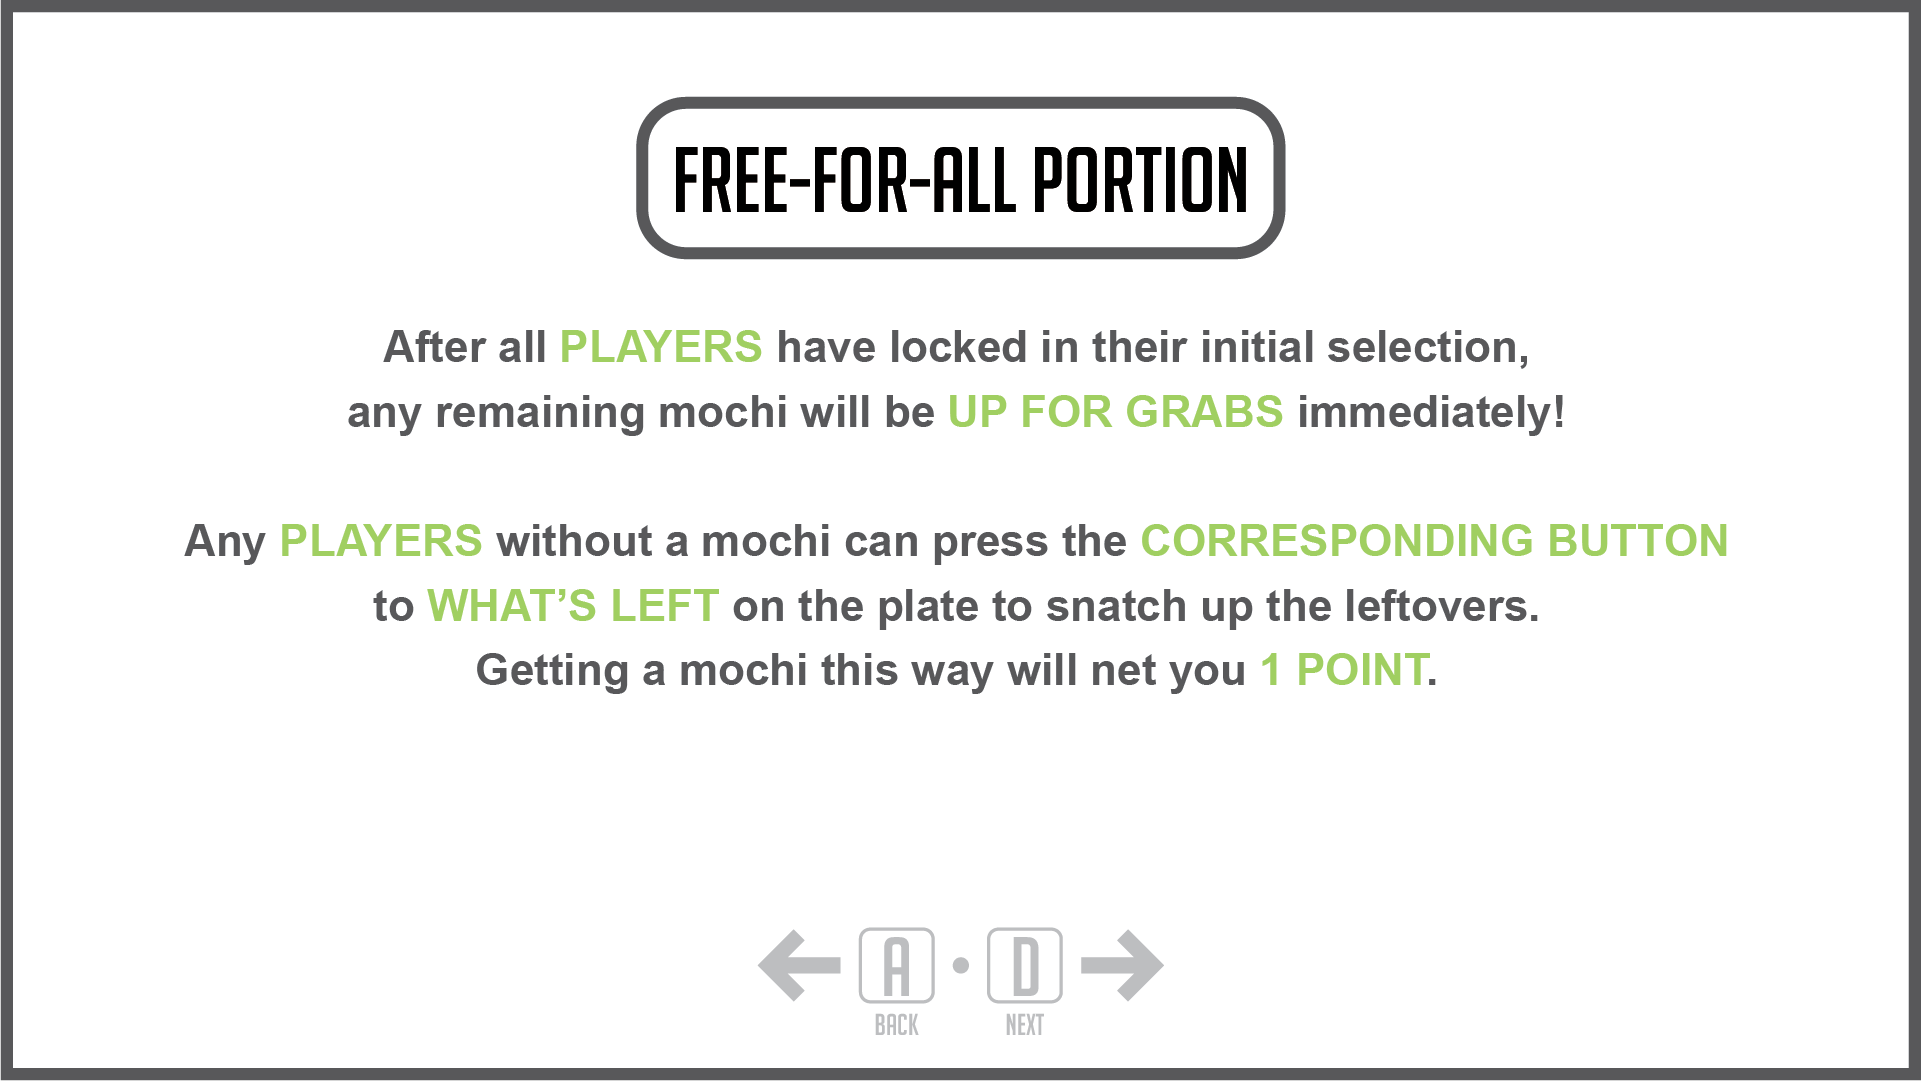 FREE-FOR-ALL PORTION
After all PLAYERS have locked in their initial selection,
any remaining mochi will be UP FOR GRABS immediately!
Any PLAYERS without a mochi can press the CORRESPONDING BUTTON
to WHAT’S LEFT on the plate to snatch up the leftovers.
Getting a mochi this way will net you 1 POINT.
A • D
BACK NEXT